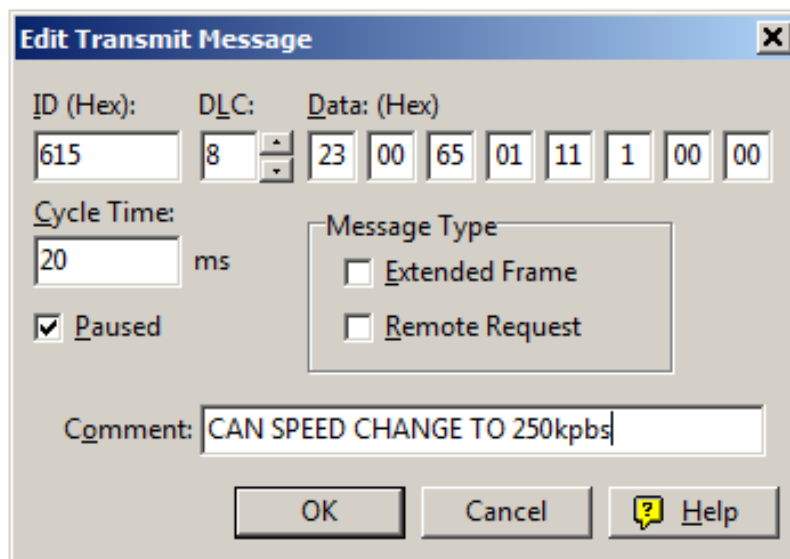 Edit Transmit Message
ID (Hex): DLC: Data: (Hex)
615 8 23 00 65 01 11 1 00 00
Cycle Time:
20 ms
Message Type
Extended Frame
Paused
Remote Request
Comment: CAN SPEED CHANGE TO 250kpbs
OK Cancel Help